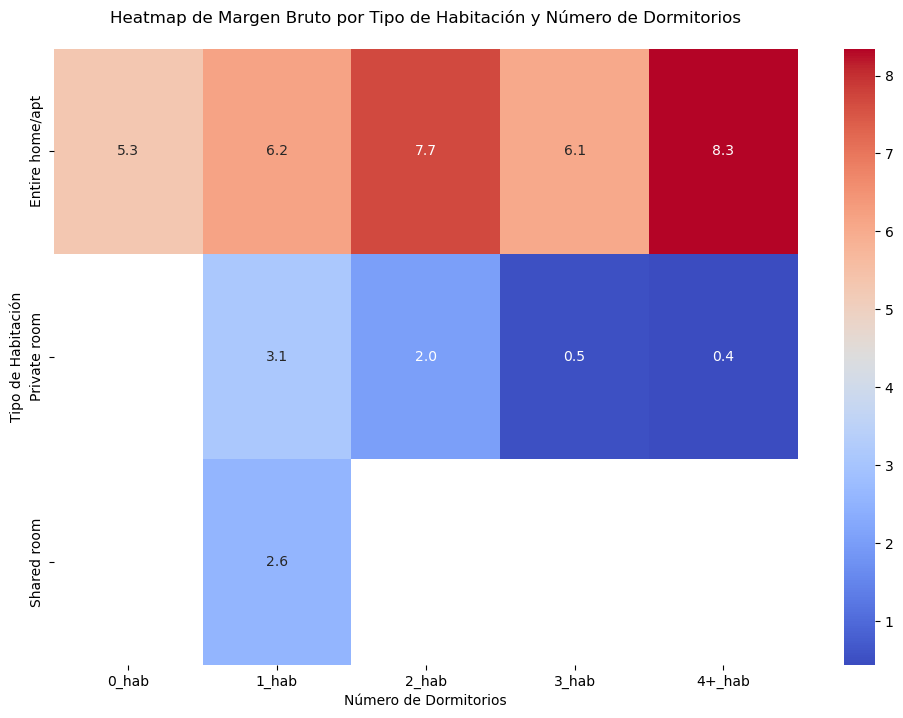 Heatmap de Margen Bruto por Tipo de Habitación y Número de Dormitorios
Tipo de Habitación
Entire home/apt
5.3 6.2 7.7 6.1 8.3
Private room
3.1 2.0 0.5 0.4
Shared room
2.6
0_hab 1_hab 2_hab 3_hab 4+_hab
Número de Dormitorios
8
7
6
5
4
3
2
1